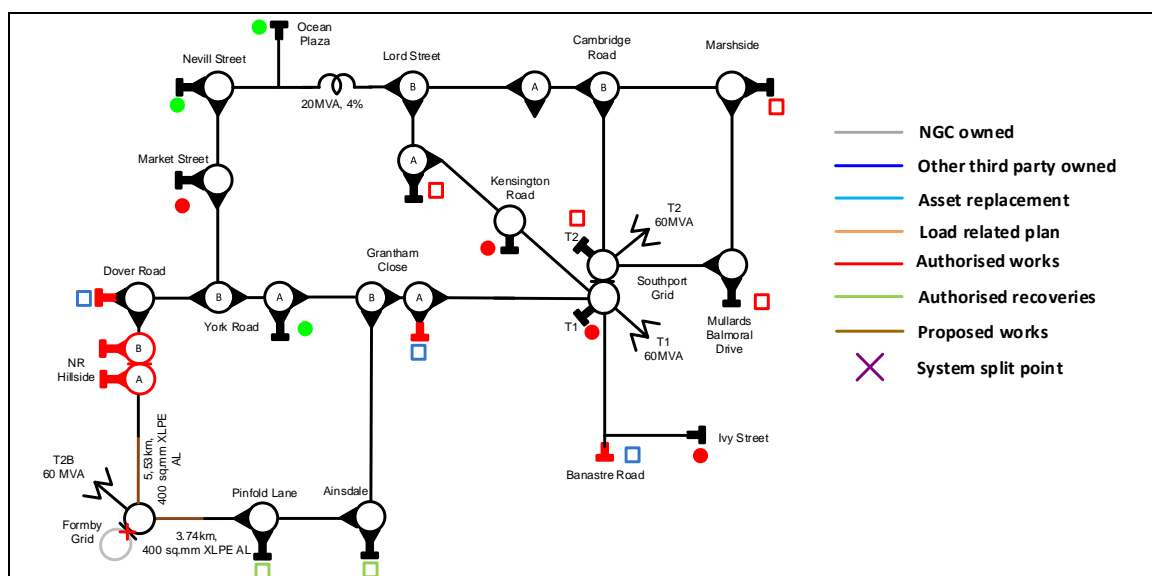 Ocean
Plaza
Nevill Street
Lord Street
Cambridge
Road
Marshside
B
A
B
20MVA, 4%
NGC owned
Market Street
A
Kensington
Road
Other third party owned
Asset replacement
T2
60MVA
T2
Load related plan
Grantham
Close
Dover Road
Southport
Grid
Authorised works
B
A
B
A
York Road
T1
Authorised recoveries
Mullards
Balmoral
Drive
T1
60MVA
B
NR
Hillside
A
Proposed works
System split point
5.53km,
400 sq.mm XLPE
AL
Ivy Street
T2B
60 MVA
Banastre Road
Pinfold Lane
Ainsdale
Formby
Grid
3.74km,
400 sq.mm XLPE AL